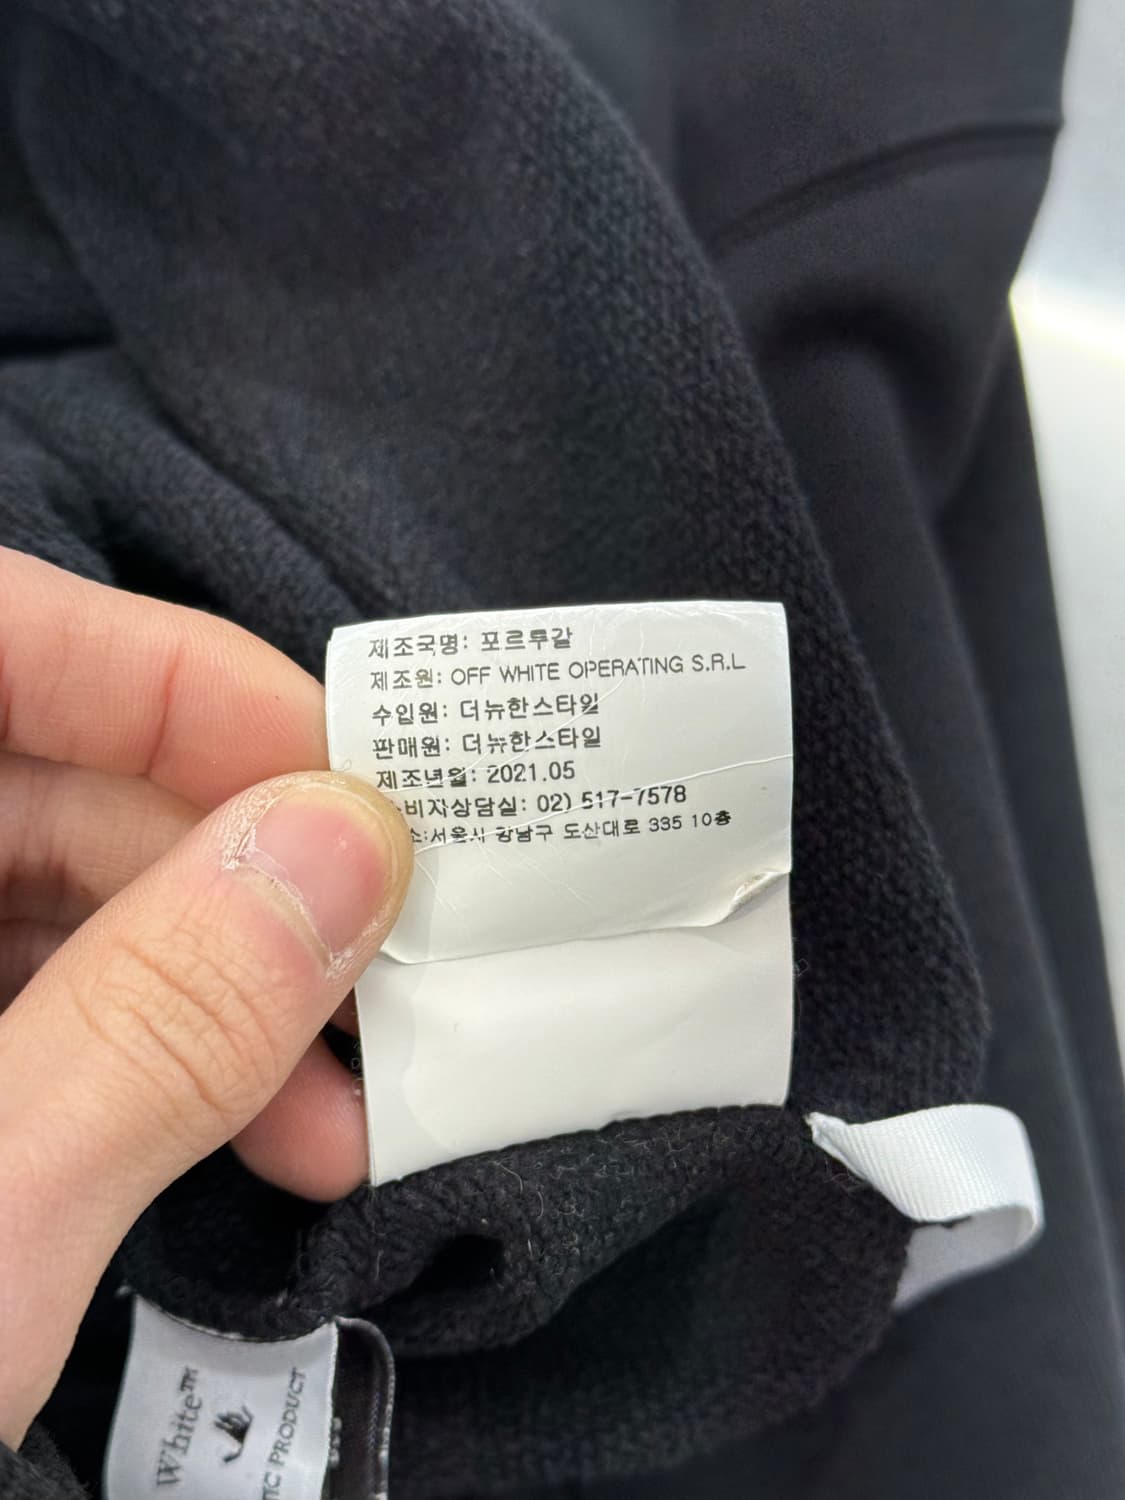 제조국명: 포르투갈
제조원: OFF WHITE OPERATING S.R.L
수입원: 더뉴한스타일
판매원: 더뉴한스타일
제조년월: 2021.05
비자상담실: 02) 517-7578
소:서울시 강남구 도산대로 335 10층
White™
PRODUCT